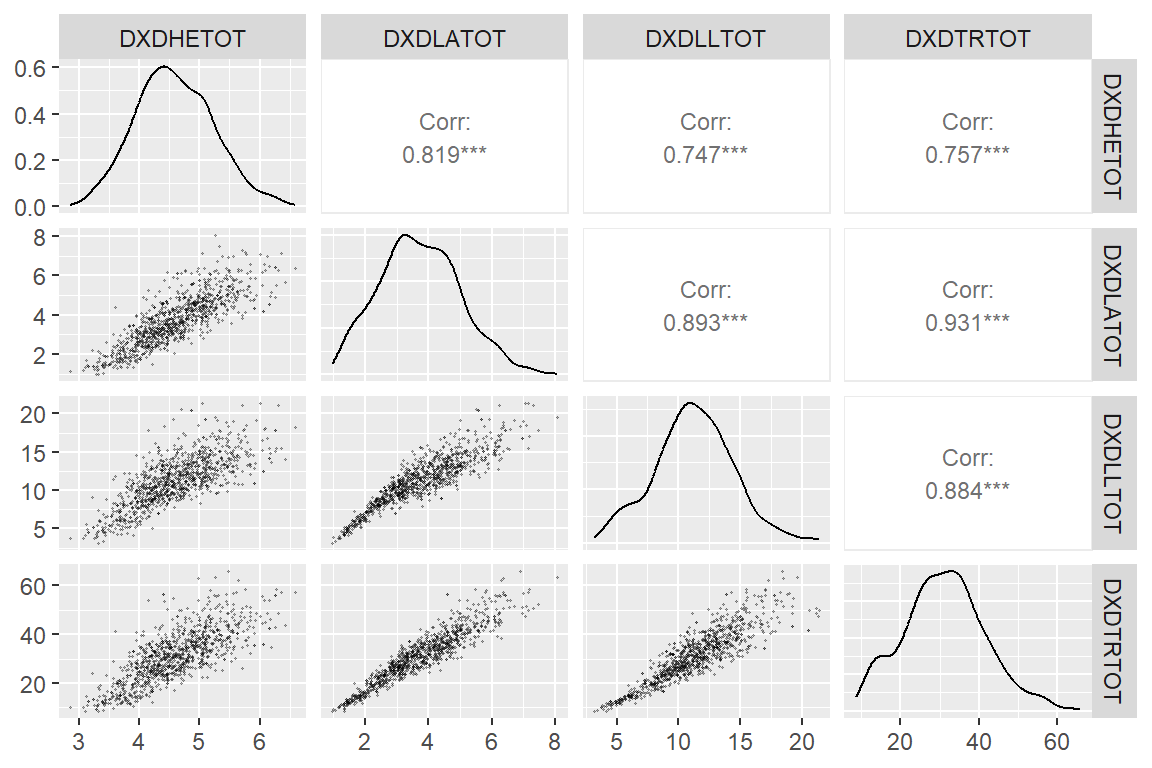 DXDHETOT DXDLATOT DXDLLTOT DXDTRTOT
0.6
0.4
0.2
0.0
Corr:
0.819***
Corr:
0.747***
Corr:
0.757***
DXDHETOT
8
6
4
2
Corr:
0.893***
Corr:
0.931***
DXDLATOT
20
15
10
5
Corr:
0.884***
DXDLLTOT
60
40
20
DXDTRTOT
3 4 5 6 2 4 6 8 5 10 15 20 20 40 60